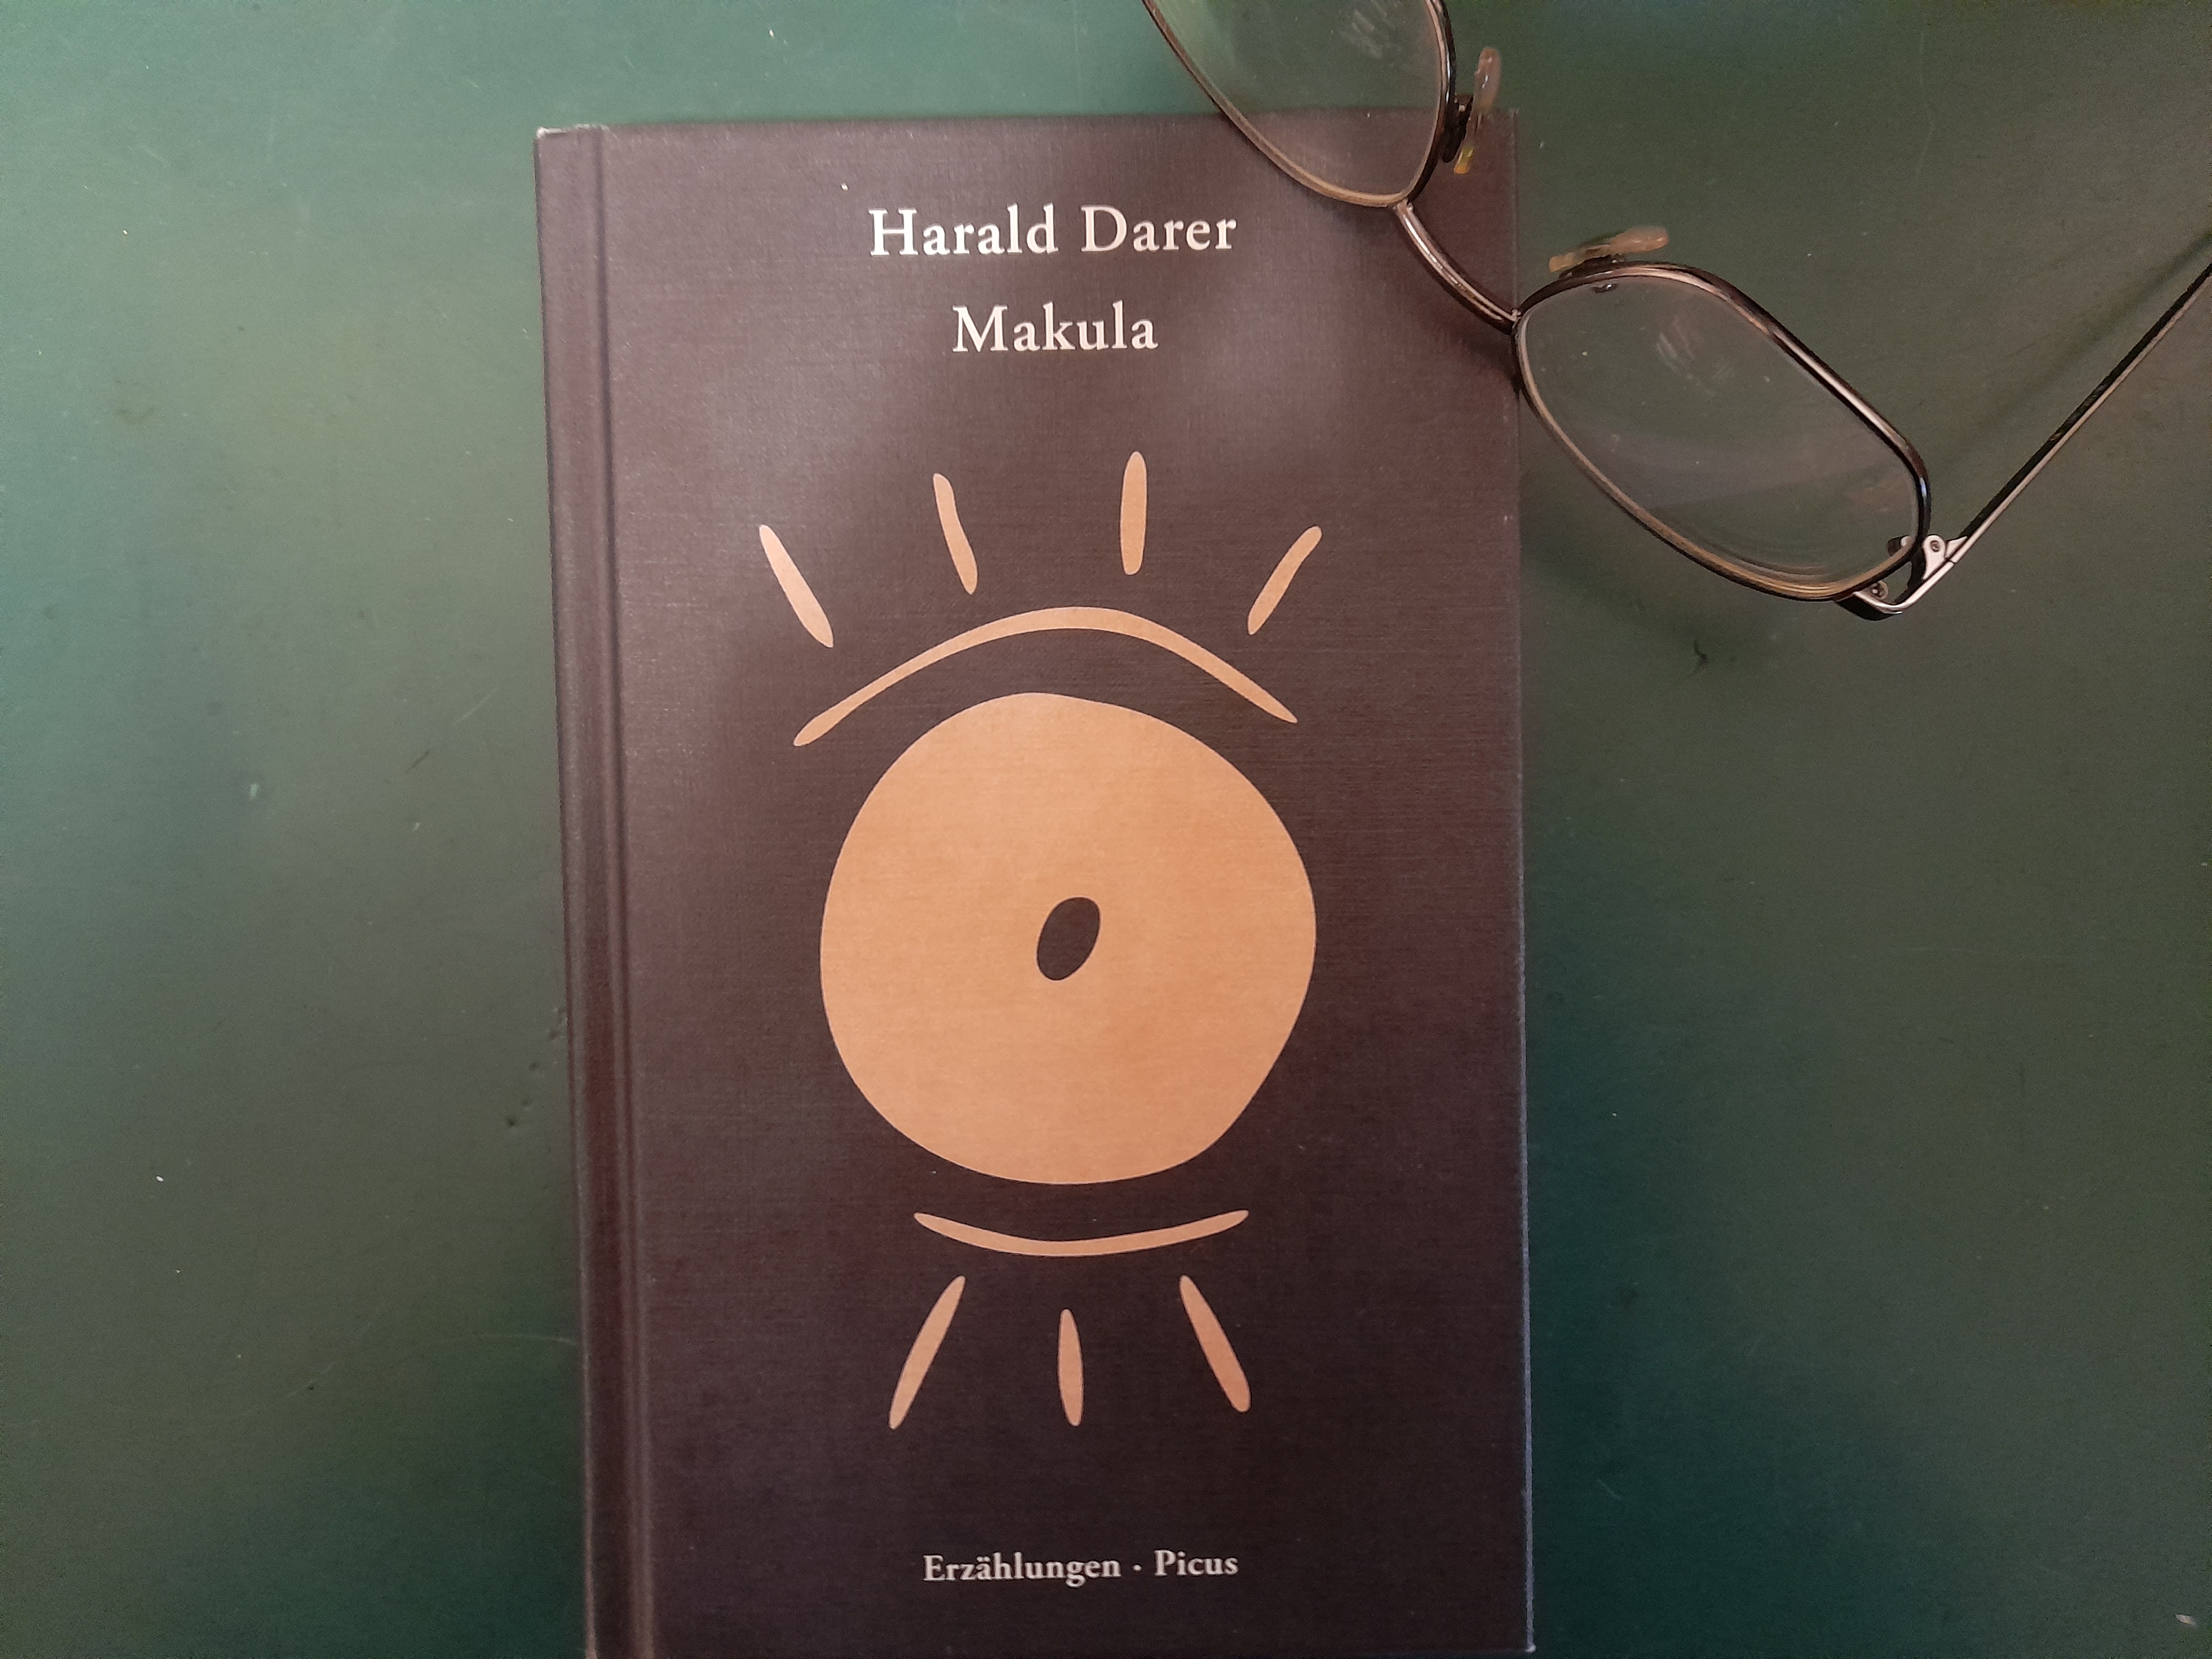 Harald Darer
Makula
Erzählungen · Picus